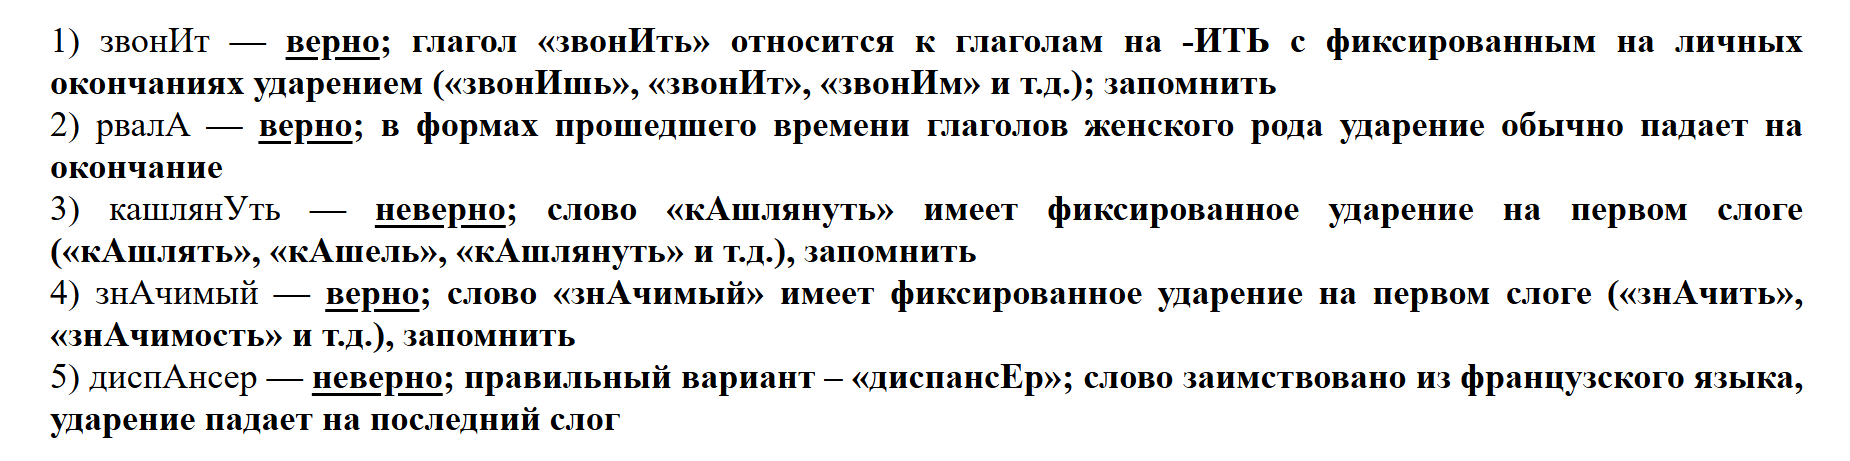 1) звонИт — верно; глагол «звонИть» относится к глаголам на -ИТЬ с фиксированным на личных
окончаниях ударением («звонИшь», «звонИт», «звонИм» и т.д.); запомнить
2) рвалА — верно; в формах прошедшего времени глаголов женского рода ударение обычно падает на
окончание
3) кашлянУть — неверно; слово «кАшлянуть» имеет фиксированное ударение на первом слоге
(«кАшлять», «кАшель», «кАшлянуть» и т.д.), запомнить
4) знАчимый — верно; слово «знАчимый» имеет фиксированное ударение на первом слоге («знАчить»,
«знАчимость» и т.д.), запомнить
5) диспАнсер — неверно; правильный вариант – «диспансЕр»; слово заимствовано из французского языка,
ударение падает на последний слог